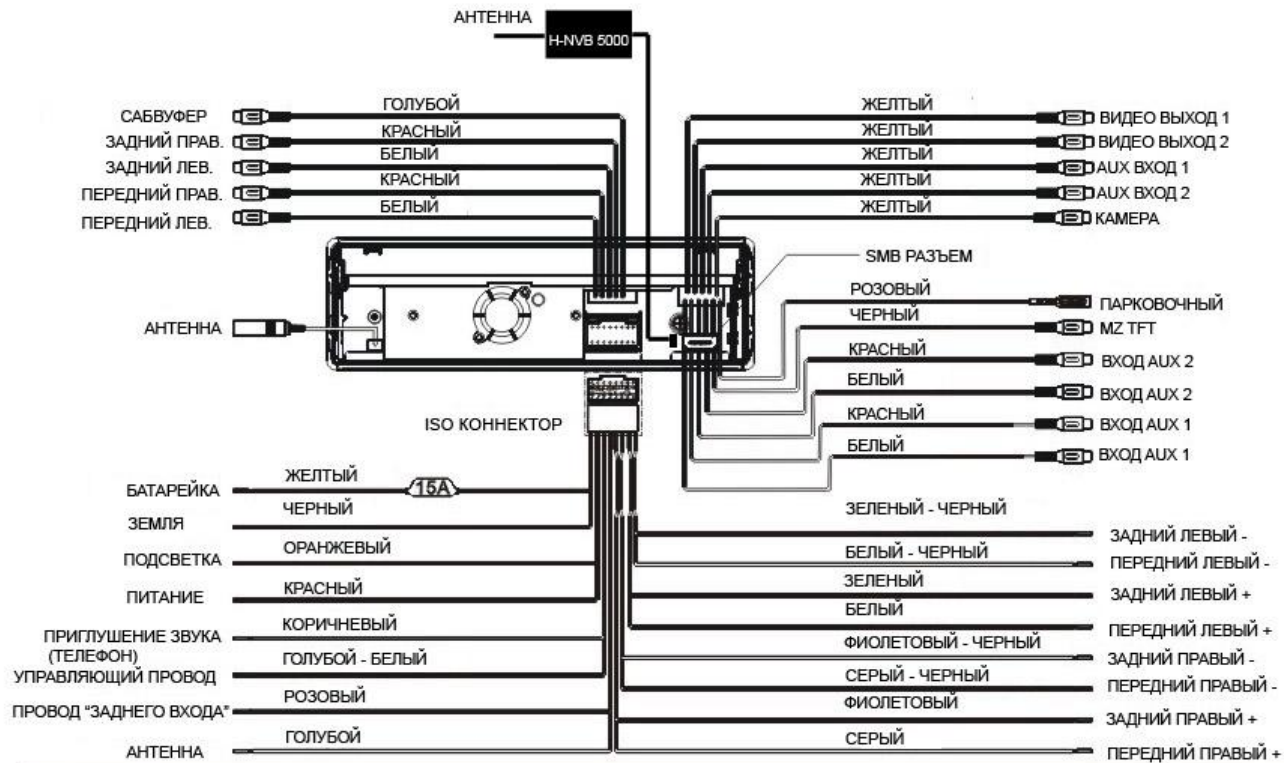 АНТЕННА
H-NVB 5000
САБВУФЕР
ГОЛУБОЙ
ЗАДНИЙ ПРАВ.
КРАСНЫЙ
ЗАДНИЙ ЛЕВ.
БЕЛЫЙ
ПЕРЕДНИЙ ПРАВ.
КРАСНЫЙ
ПЕРЕДНИЙ ЛЕВ.
БЕЛЫЙ
ЖЕЛТЫЙ
ВИДЕО ВЫХОД 1
ЖЕЛТЫЙ
ВИДЕО ВЫХОД 2
ЖЕЛТЫЙ
AUX ВХОД 1
ЖЕЛТЫЙ
AUX ВХОД 2
ЖЕЛТЫЙ
КАМЕРА
SMB РАЗЪЕМ
АНТЕННА
РОЗОВЫЙ
ПАРКОВОЧНЫЙ
ЧЕРНЫЙ
MZ TFT
КРАСНЫЙ
ВХОД AUX 2
БЕЛЫЙ
ВХОД AUX 2
КРАСНЫЙ
ВХОД AUX 1
БЕЛЫЙ
ВХОД AUX 1
ISO КОННЕКТОР
БАТАРЕЙКА
ЖЕЛТЫЙ
15A
ЗЕМЛЯ
ЧЕРНЫЙ
ПОДСВЕТКА
ОРАНЖЕВЫЙ
ПИТАНИЕ
КРАСНЫЙ
ПРИГЛУШЕНИЕ ЗВУКА
(ТЕЛЕФОН)
КОРИЧНЕВЫЙ
УПРАВЛЯЮЩИЙ ПРОВОД
ГОЛУБОЙ - БЕЛЫЙ
ПРОВОД "ЗАДНЕГО ВХОДА"
РОЗОВЫЙ
АНТЕННА
ГОЛУБОЙ
ЗЕЛЕНЫЙ - ЧЕРНЫЙ
ЗАДНИЙ ЛЕВЫЙ -
БЕЛЫЙ - ЧЕРНЫЙ
ПЕРЕДНИЙ ЛЕВЫЙ -
ЗЕЛЕНЫЙ
ЗАДНИЙ ЛЕВЫЙ +
БЕЛЫЙ
ПЕРЕДНИЙ ЛЕВЫЙ +
ФИОЛЕТОВЫЙ - ЧЕРНЫЙ
ЗАДНИЙ ПРАВЫЙ -
СЕРЫЙ - ЧЕРНЫЙ
ПЕРЕДНИЙ ПРАВЫЙ -
ФИОЛЕТОВЫЙ
ЗАДНИЙ ПРАВЫЙ +
СЕРЫЙ
ПЕРЕДНИЙ ПРАВЫЙ +